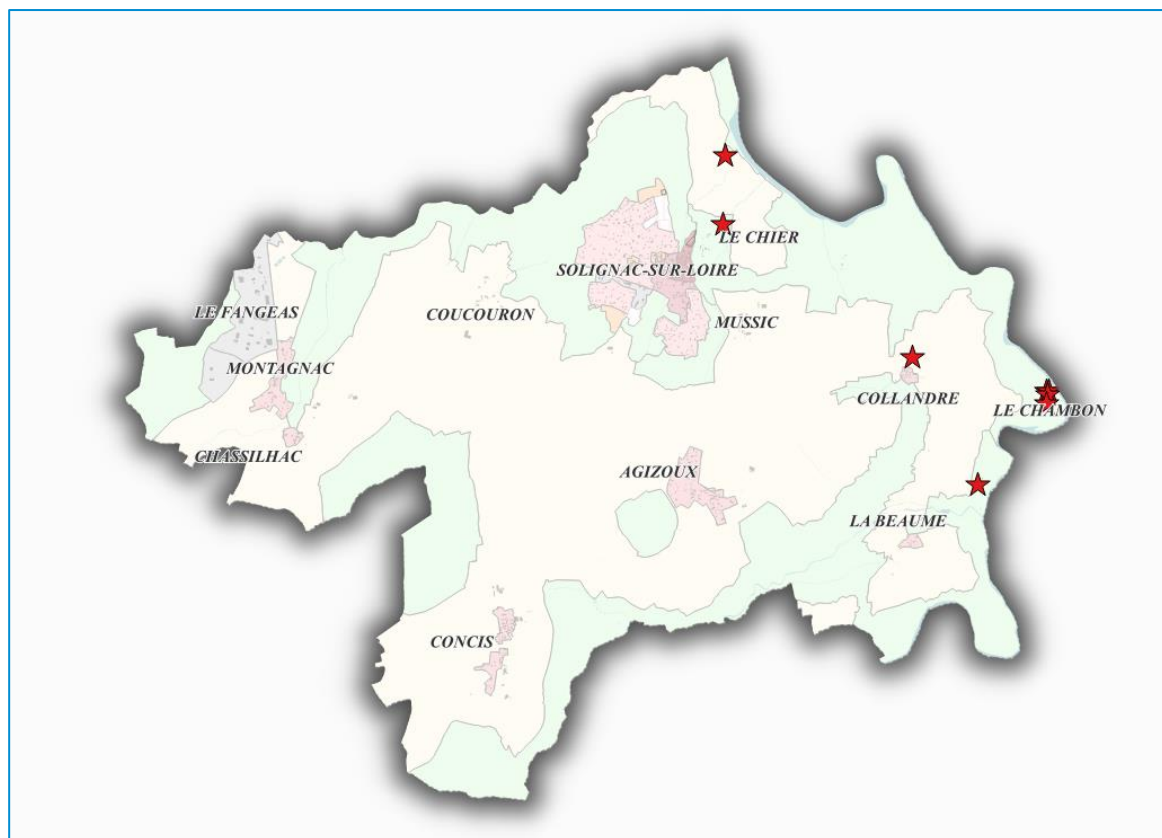 LE CHIER
SOLIGNAC-SUR-LOIRE
LE FANGEAS
COUCOURON
MUSSIC
MONTAGNAC
COLLANDRE
LE CHAMBON
CHASSILHAC
AGIZOUX
LA BEAUME
CONCIS